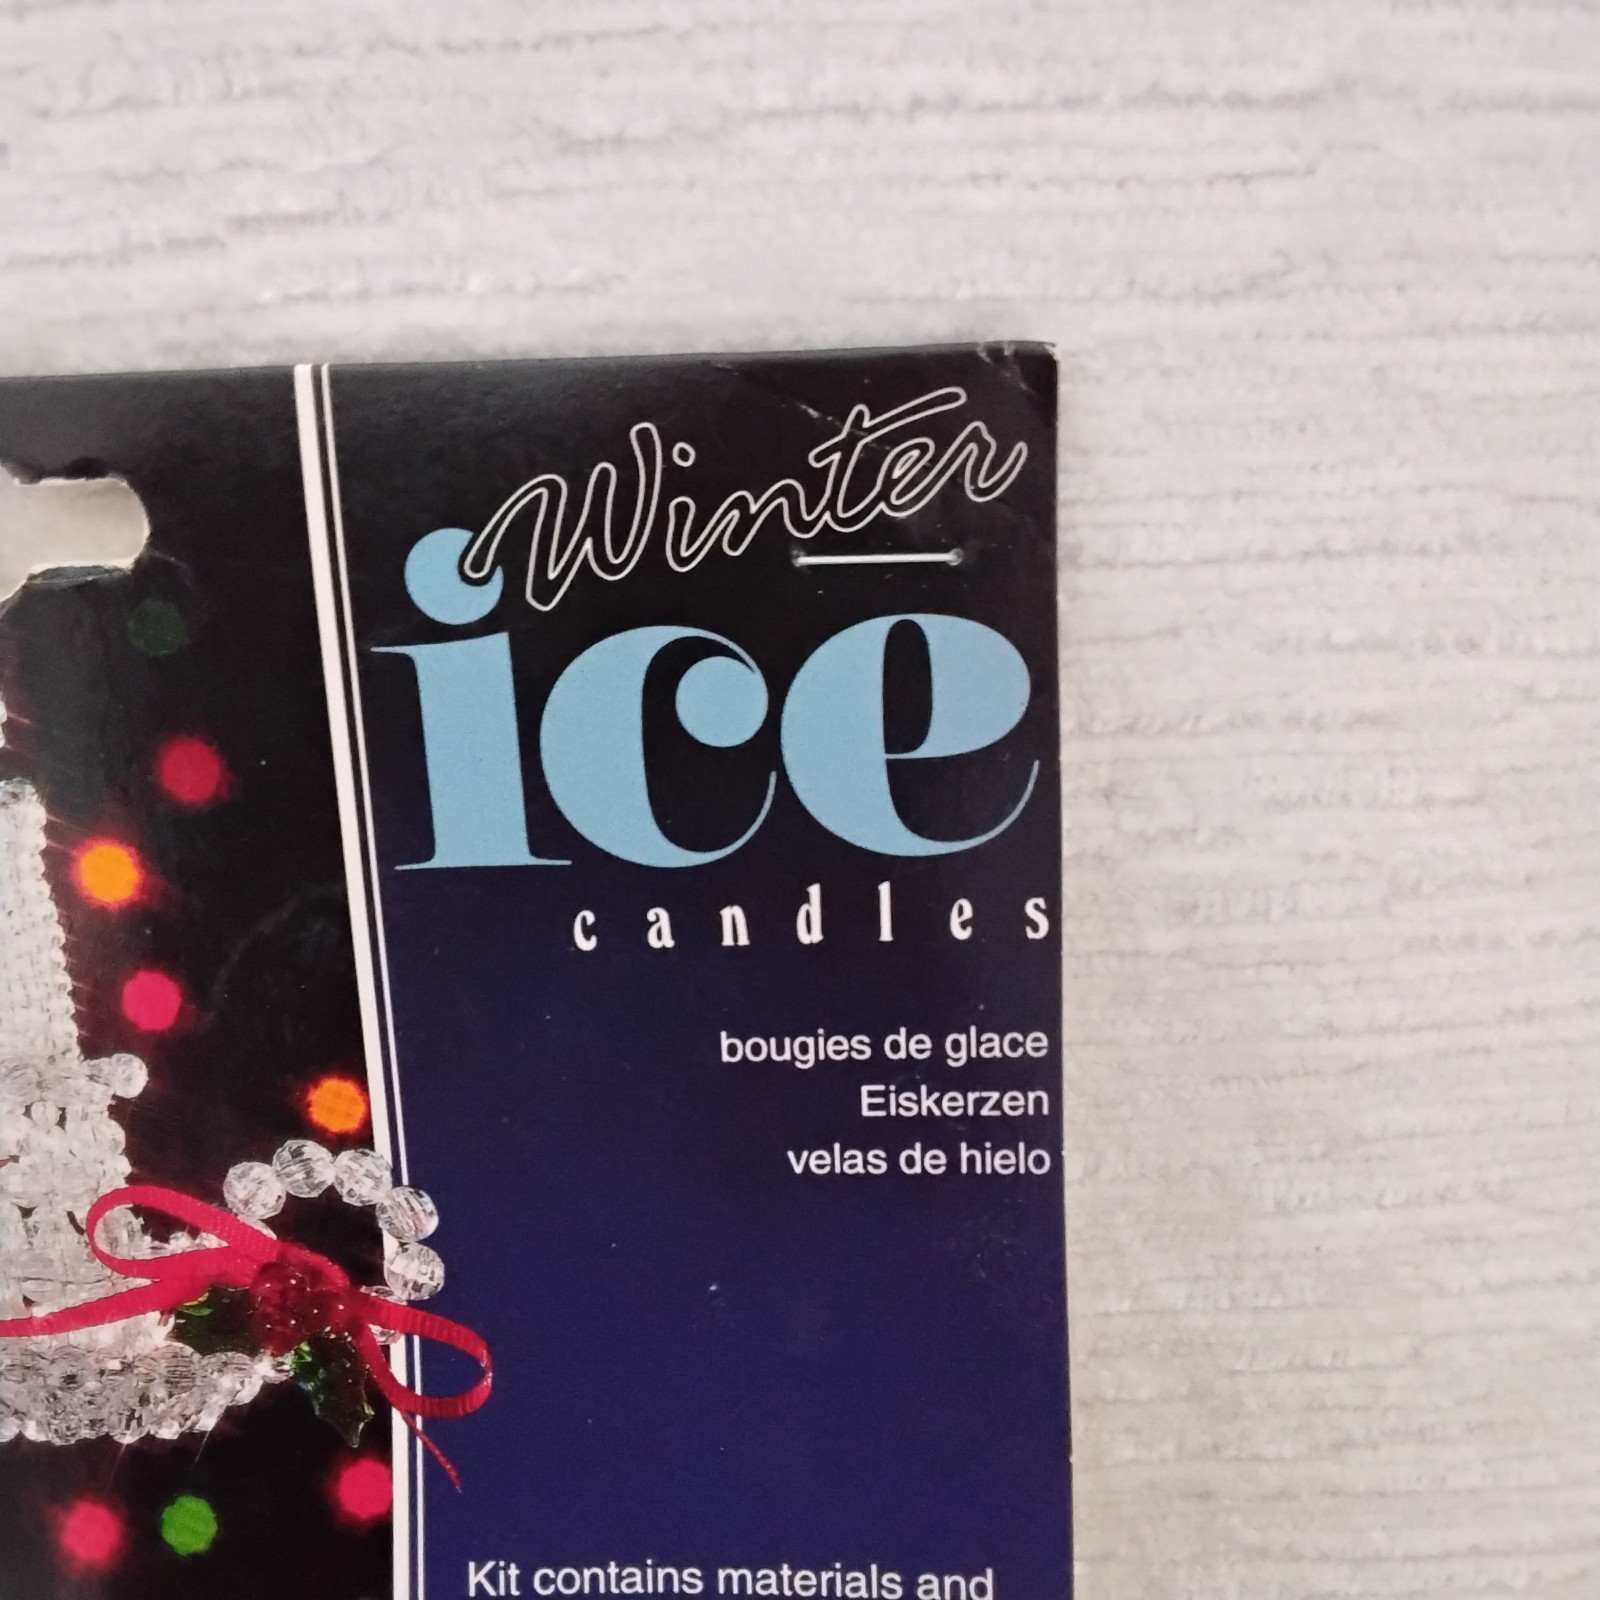 Winter
ice
candles
bougies de glace
Eiskerzen
velas de hielo
Kit contains materials and